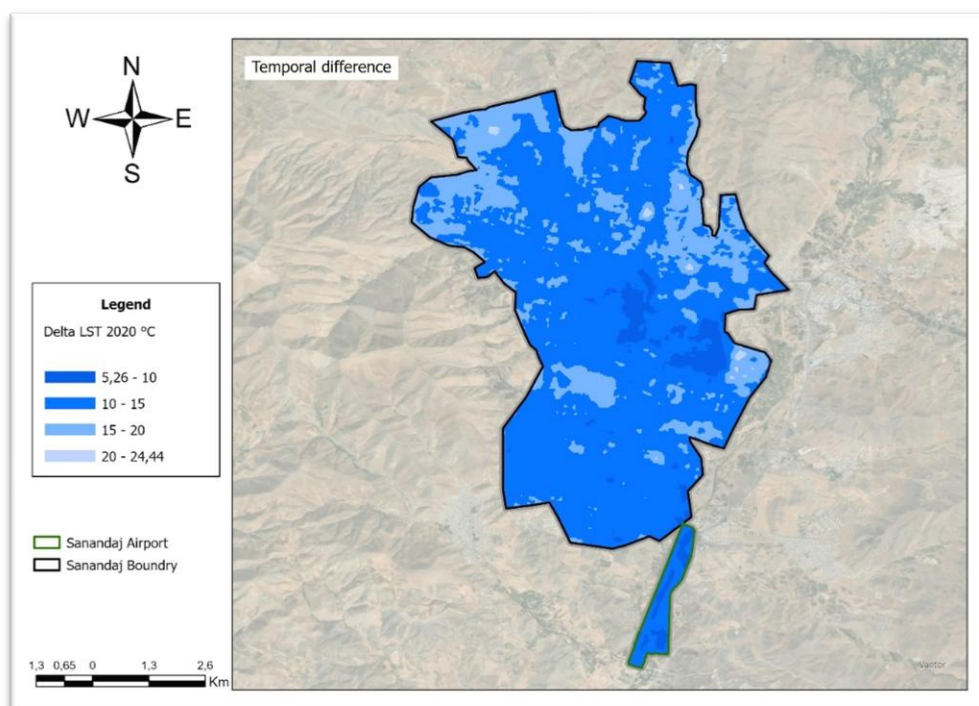 Temporal difference
N
W E
S
Legend
Delta LST 2020 °C
5,26 - 10
10 - 15
15 - 20
20 - 24,44
Sanandaj Airport
Sanandaj Boundry
1,3 0,65 0 1,3 2,6
Km
Vantor